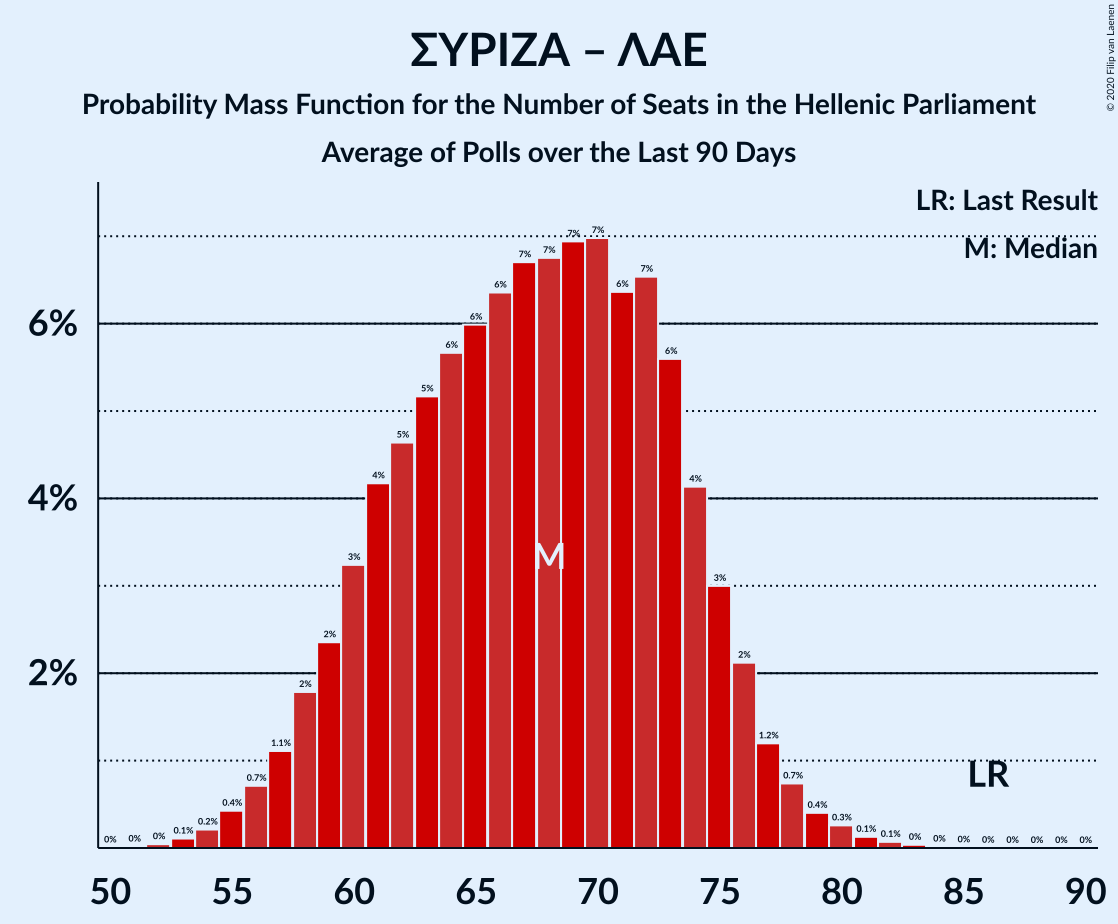 ΣΥΡΙΖΑ – ΛΑΕ
Probability Mass Function for the Number of Seats in the Hellenic Parliament
Average of Polls over the Last 90 Days
© 2020 Filip van Laenen
LR: Last Result
M: Median
6%
4%
2%
0% 0% 0% 0.1% 0.2% 0.4% 0.7% 1.1% 2% 2% 3% 4% 5% 5% 6% 6% 6% 7% 7% 7% 7% 6% 7% 6% 4% 3% 2% 1.2% 0.7% 0.4% 0.3% 0.1% 0.1% 0% 0% 0% 0% 0% 0% 0% 0%
M
LR
50 55 60 65 70 75 80 85 90